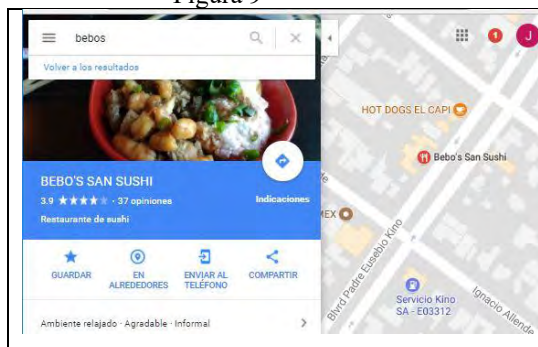 Figura 9
bebos
Volver a los resultados
BEBO'S SAN SUSHI
3.9 ★★★★★ · 37 opiniones
Indicaciones
Restaurante de sushi
GUARDAR
EN ALREDEDORES
ENVIAR AL TELÉFONO
COMPARTIR
Ambiente relajado · Agradable · Informal
1
J
HOT DOGS EL CAPI
Bebo's San Sushi
EX
Blvrd Padre Eusebio Kino
Servicio Kino
SA - E03312
Ignacio Allende